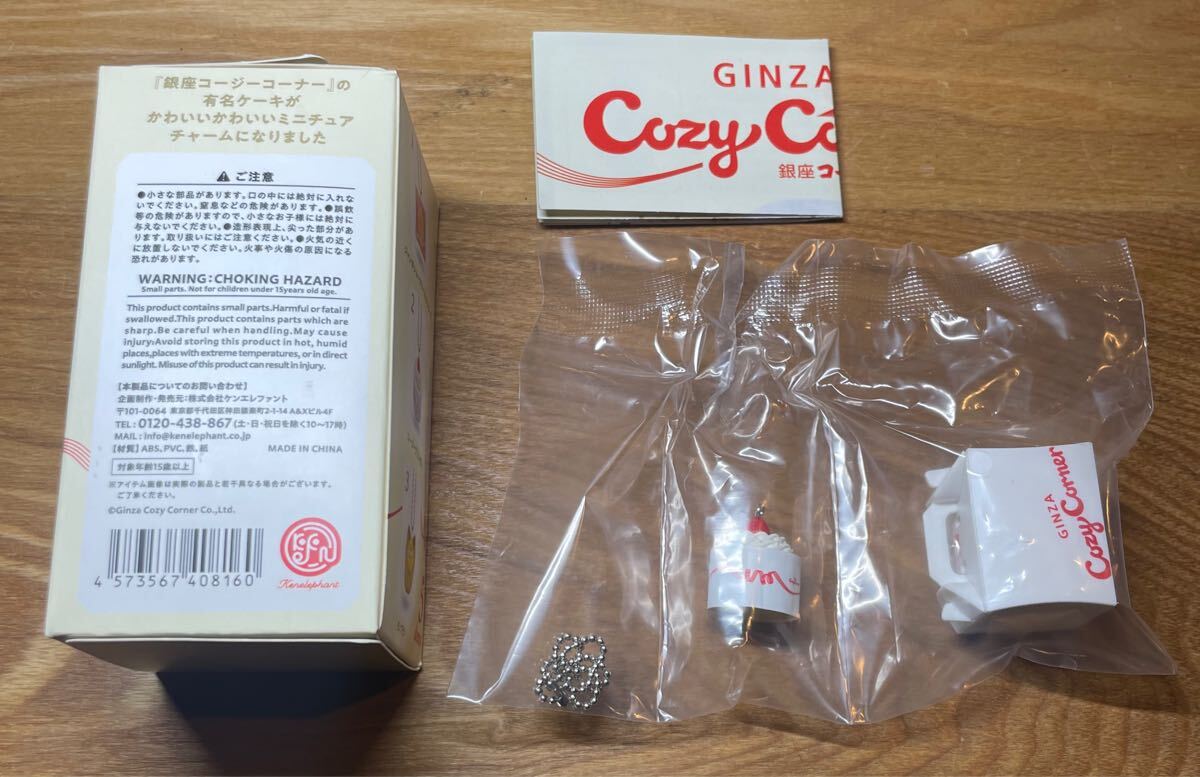 『銀座コージーコーナー』の
有名ケーキが
かわいいかわいいミニチュア
チャームになりました
⚠ ご注意
●小さな部品があります。口の中には絶対に入れな
いでください。窒息などの危険があります。●誤飲
等の危険がありますので、小さなお子様には絶対に
与えないでください。●造形表現上、尖った部分があ
ります。取り扱いにはご注意ください。●火気の近く
に放置しないでください。火事や火傷の原因になる
恐れがあります。
WARNING:CHOKING HAZARD
Small parts. Not for children under 15years old age.
This product contains small parts.Harmful or fatal if
swallowed.This product contains parts which are
sharp.Be careful when handling.May cause
injury:Avoid storing this product in hot, humid
places,places with extreme temperatures, or in direct
sunlight. Misuse of this product can result in injury.
【本製品についてのお問い合わせ】
企画制作・発売元:株式会社ケンエレファント
〒101-0064 東京都千代田区神田猿楽町2-1-14 A&Xビル4F
TEL : 0120-438-867 (土・日・祝日を除く10〜17時)
MAIL : info@kenelephant.co.jp
【材質】ABS、PVC、鉄、紙 MADE IN CHINA
対象年齢15歳以上
※アイテム画像は実際の製品と若干異なる場合がございます。
ご了承ください。
©Ginza Cozy Corner Co.,Ltd.
4 573567 408160
Kenelephant
2
3
GINZA
Cozy Co
銀座コー
GINZA
Cozy Corner